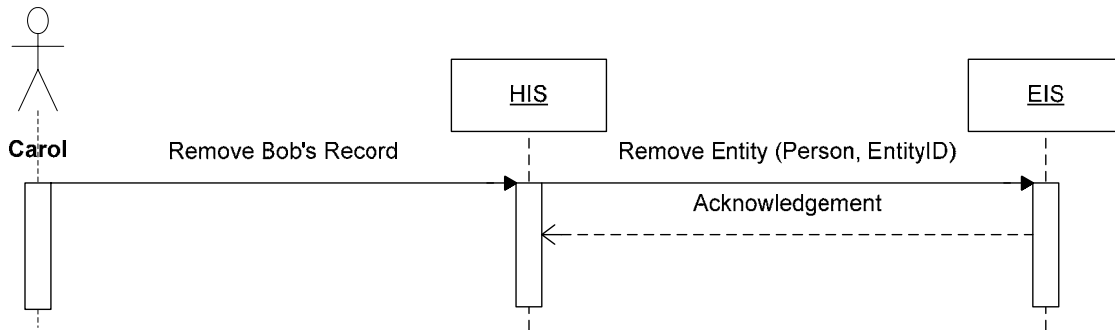 HIS
EIS
Carol
Remove Bob's Record
Remove Entity (Person, EntityID)
Acknowledgement